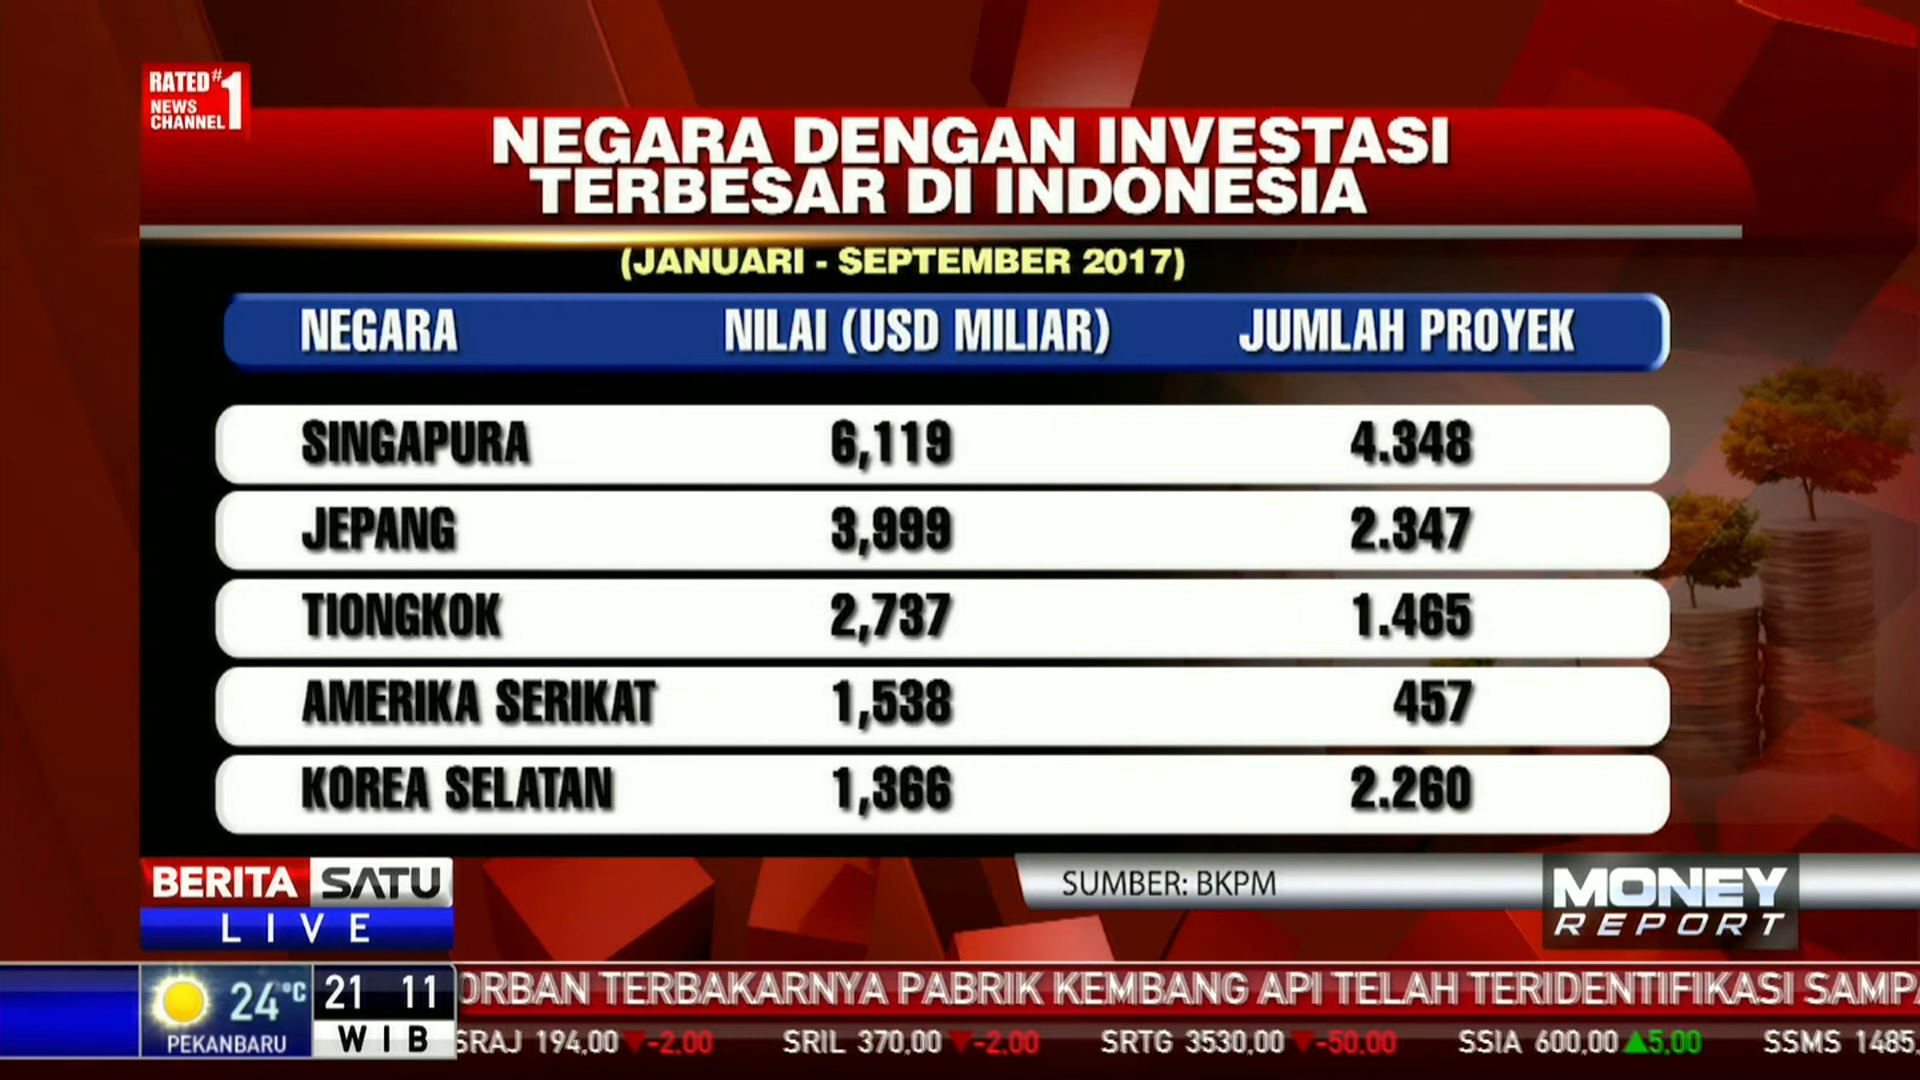 RATED #1
NEWS
CHANNEL
NEGARA DENGAN INVESTASI
TERBESAR DI INDONESIA
(JANUARI - SEPTEMBER 2017)
NEGARA NILAI (USD MILIAR) JUMLAH PROYEK
SINGAPURA 6,119 4.348
JEPANG 3,999 2.347
TIONGKOK 2,737 1.465
AMERIKA SERIKAT 1,538 457
KOREA SELATAN 1,366 2.260
BERITA SATU
LIVE
SUMBER: BKPM
MONEY
REPORT
24°C
PEKANBARU
21 11
WIB
ORBAN TERBAKARNYA PABRIK KEMBANG API TELAH TERIDENTIFIKASI SAMPA
SRAJ 194,00 ▼-2.00 SRIL 370,00 ▼-2.00 SRTG 3530,00 ▼-50.00 SSIA 600,00 ▲5,00 SSMS 1485,